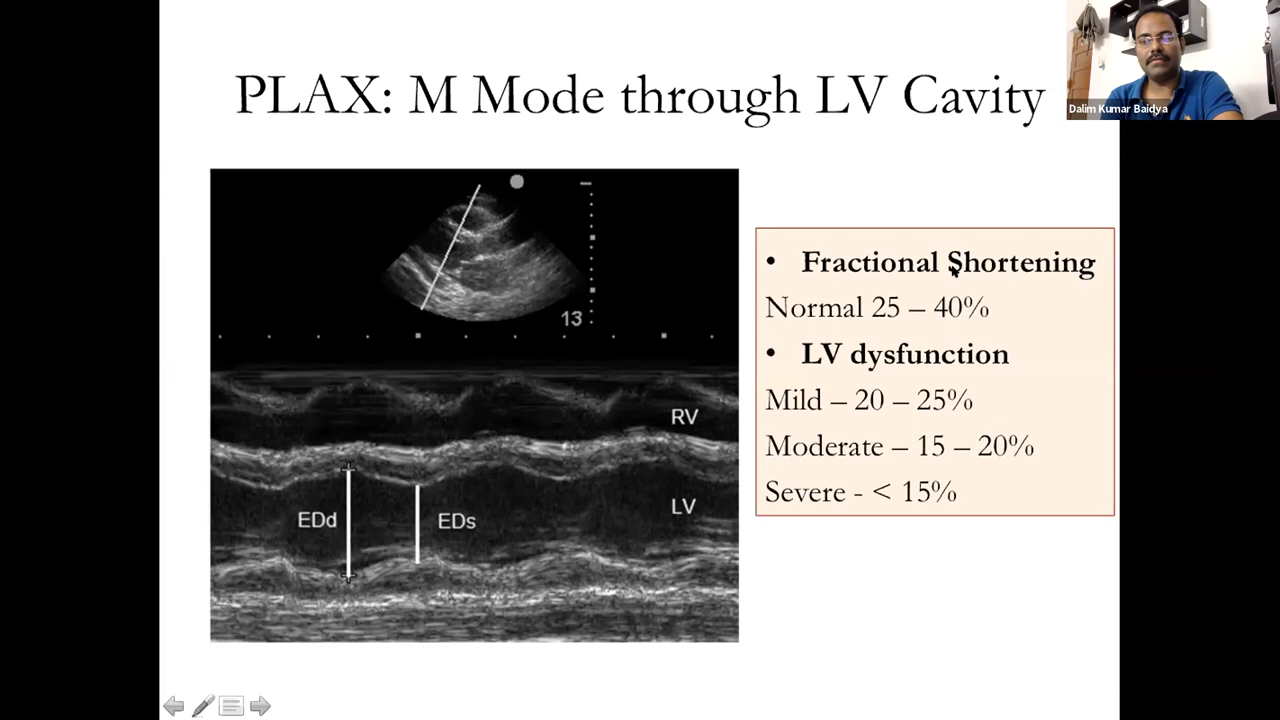 PLAX: M Mode through LV Cavity
Dalim Kumar Baidya
13
RV
LV
EDd
EDs
• Fractional Shortening
Normal 25 – 40%
• LV dysfunction
Mild – 20 – 25%
Moderate – 15 – 20%
Severe - < 15%